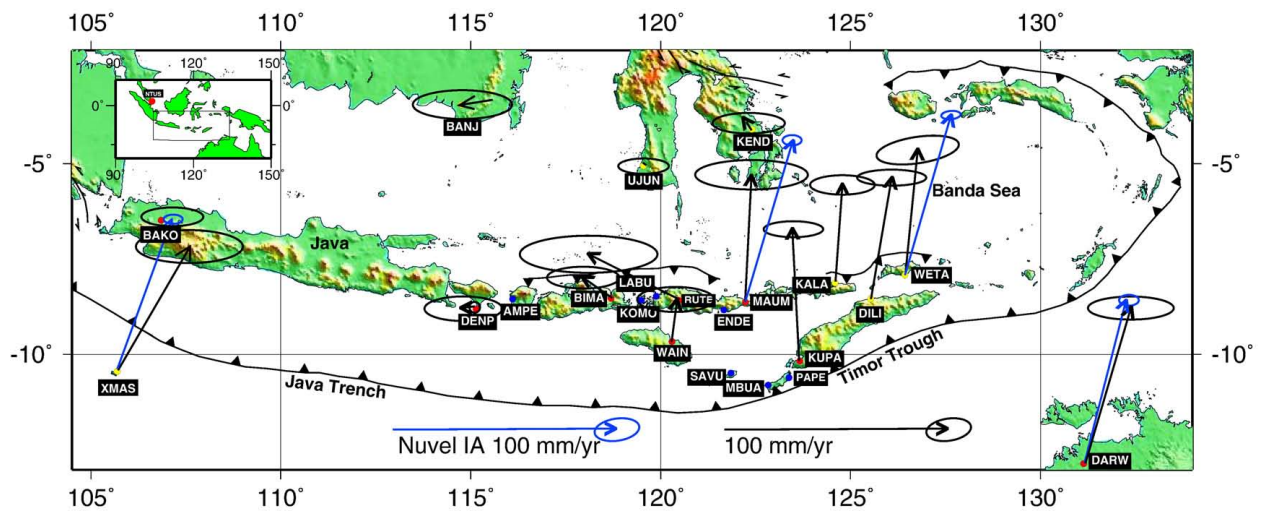 105˚ 110˚ 115˚ 120˚ 125˚ 130˚
90˚ 120˚ 150˚
NTUS
0˚ 0˚
90˚ 120˚ 150˚
BANJ
KEND
-5˚ -5˚
UJUN
Banda Sea
BAKO
Java
WETA
LABU
KALA
BIMA RUTE MAUM
AMPE KOMO DILI
DENP ENDE
WAIN
-10˚ KUPA -10˚
SAVU PAPE
MBUA
Timor Trough
XMAS
Java Trench
Nuvel IA 100 mm/yr 100 mm/yr
DARW
105˚ 110˚ 115˚ 120˚ 125˚ 130˚